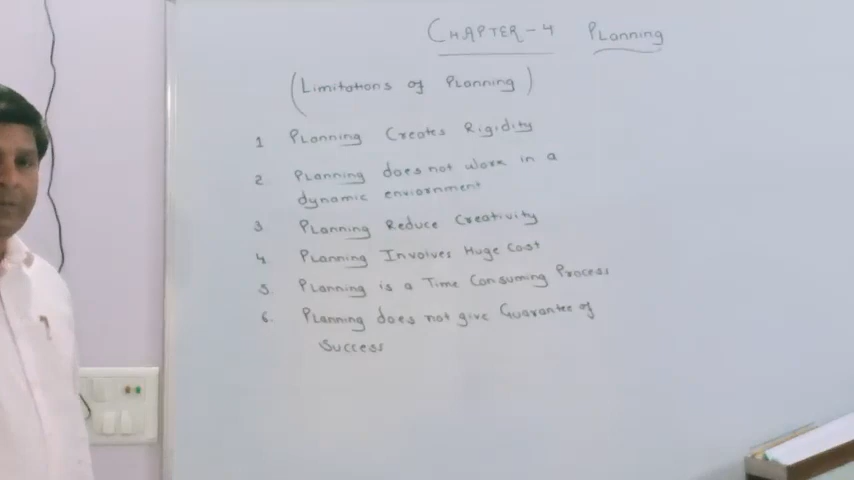 CHAPTER-4 Planning
(Limitations of Planning)
1 Planning Creates Rigidity
2 Planning does not work in a
dynamic enviornment
3 Planning Reduce Creativity
4. Planning Involves Huge Cost
5. Planning is a Time Consuming Process
6. Planning does not give Guarantee of
Success